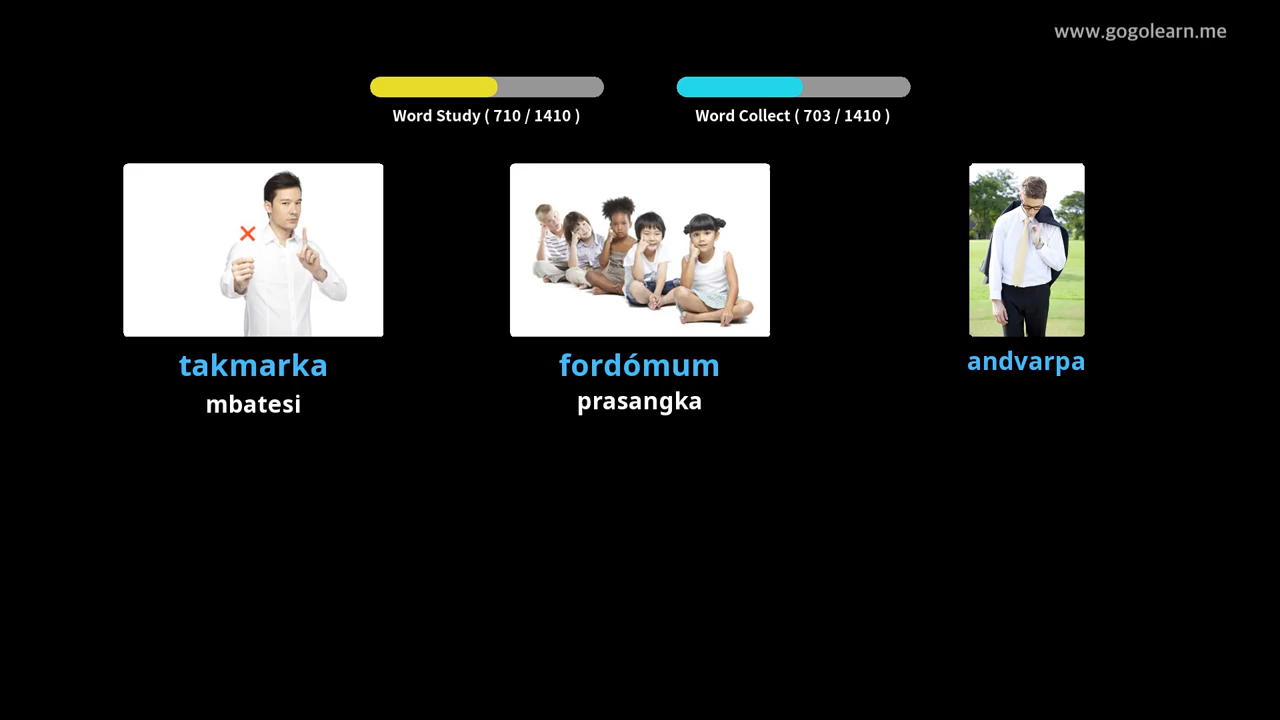 www.gogolearn.me
Word Study ( 710 / 1410 )
Word Collect ( 703 / 1410 )
takmarka
mbatesi
fordómum
prasangka
andvarpa